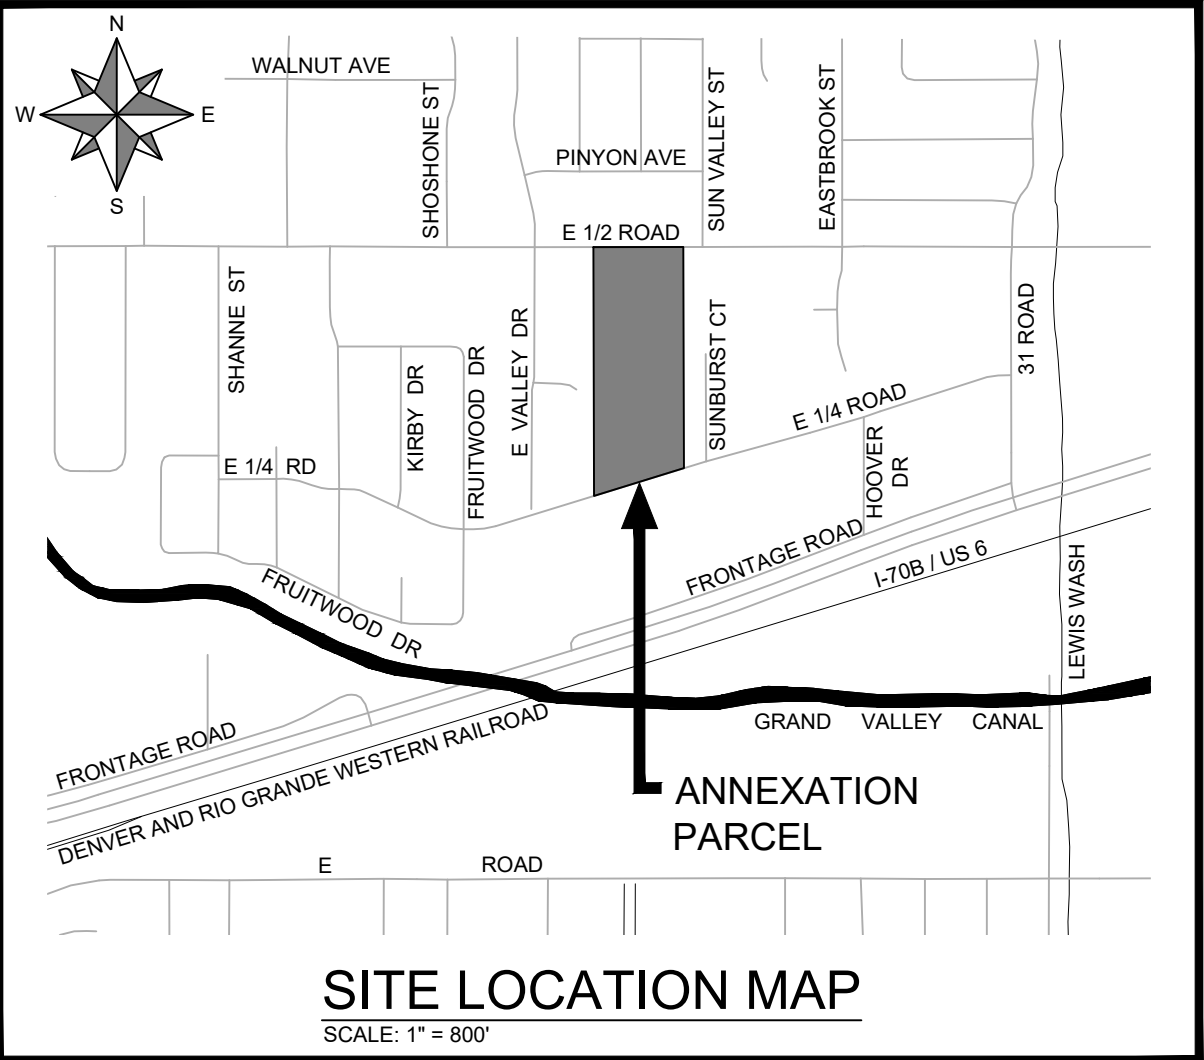 N
W
E
S
WALNUT AVE
SHOSHONE ST
PINYON AVE
SUN VALLEY ST
EASTBROOK ST
E 1/2 ROAD
SHANNE ST
KIRBY DR
FRUITWOOD DR
E VALLEY DR
SUNBURST CT
31 ROAD
E 1/4 ROAD
E 1/4 RD
HOOVER
DR
FRONTAGE ROAD
I-70B / US 6
FRUITWOOD DR
LEWIS WASH
GRAND VALLEY CANAL
FRONTAGE ROAD
DENVER AND RIO GRANDE WESTERN RAILROAD
ANNEXATION
PARCEL
E ROAD
SITE LOCATION MAP
SCALE: 1" = 800'